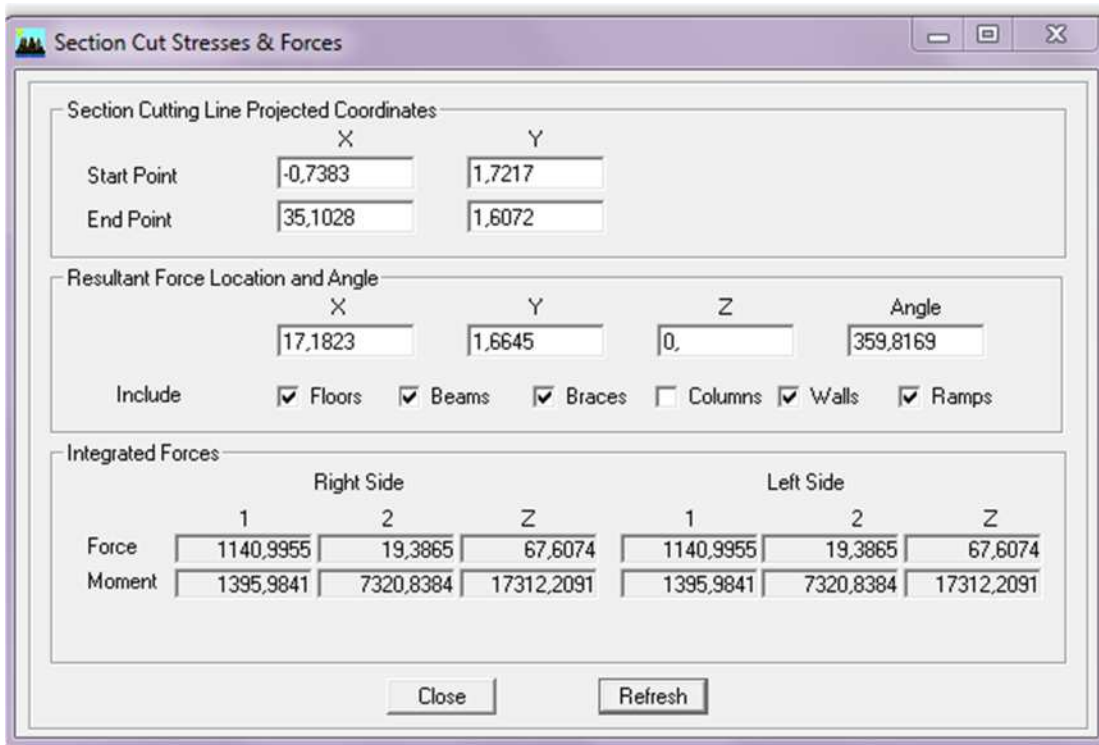 Section Cut Stresses & Forces
Section Cutting Line Projected Coordinates
X Y
Start Point -0,7383 1,7217
End Point 35,1028 1,6072
Resultant Force Location and Angle
X Y Z Angle
17,1823 1,6645 0, 359,8169
Include Floors Beams Braces Columns Walls Ramps
Integrated Forces
Right Side Left Side
1 2 Z 1 2 Z
Force 1140,9955 19,3865 67,6074 1140,9955 19,3865 67,6074
Moment 1395,9841 7320,8384 17312,2091 1395,9841 7320,8384 17312,2091
Close Refresh